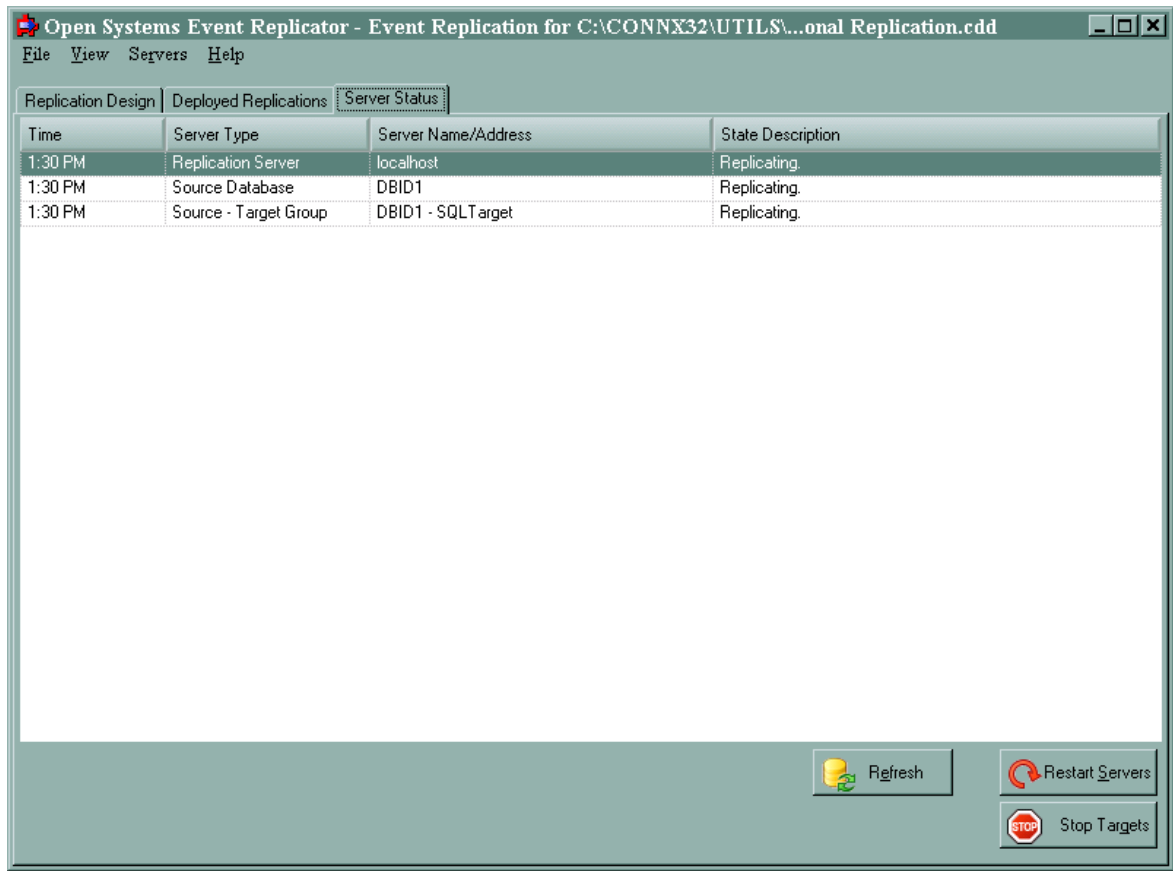 Open Systems Event Replicator - Event Replication for C:\CONNX32\UTILS\...onal Replication.cdd
File View Servers Help
Replication Design Deployed Replications Server Status
Time Server Type Server Name/Address State Description
1:30 PM Replication Server localhost Replicating.
1:30 PM Source Database DBID1 Replicating.
1:30 PM Source - Target Group DBID1 - SQLTarget Replicating.
Refresh Restart Servers
STOP Stop Targets